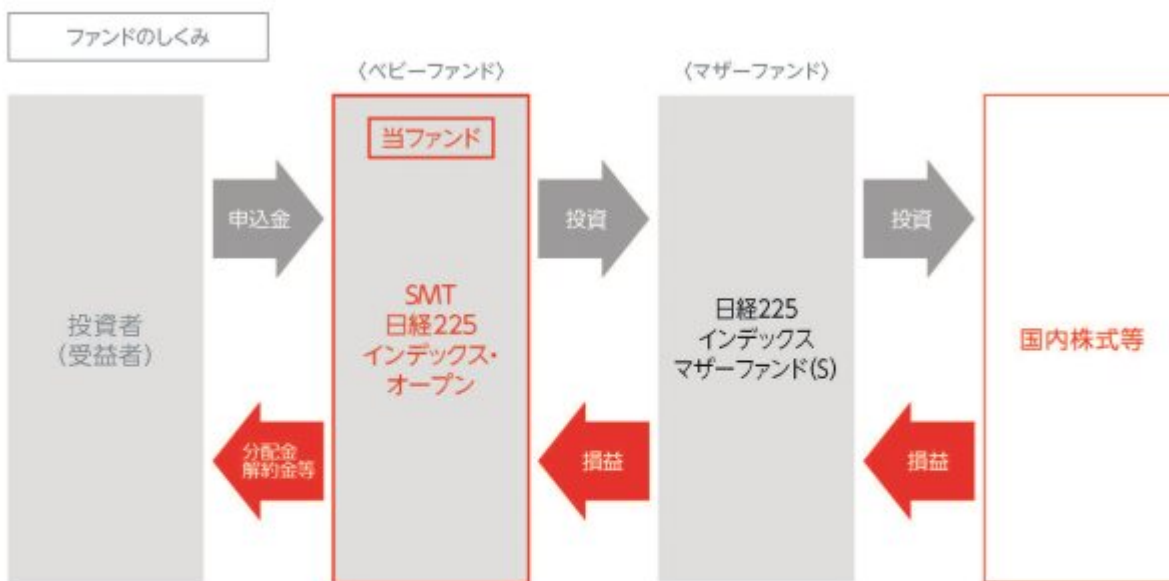 ファンドのしくみ
〈ベビーファンド〉
〈マザーファンド〉
当ファンド
申込金
投資
投資
投資者
(受益者)
SMT
日経225
インデックス・
オープン
日経225
インデックス
マザーファンド(S)
国内株式等
分配金
解約金等
損益
損益